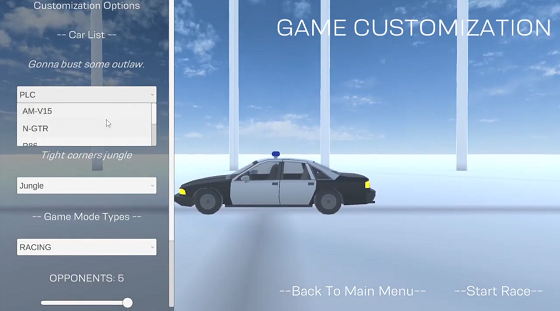 Customization Options
GAME CUSTOMIZATION
-- Car List --
Gonna bust some outlaw.
PLC
AM-V15
N-GTR
Tight corners jungle
Jungle
-- Game Mode Types --
RACING
OPPONENTS: 5
--Back To Main Menu--
--Start Race--